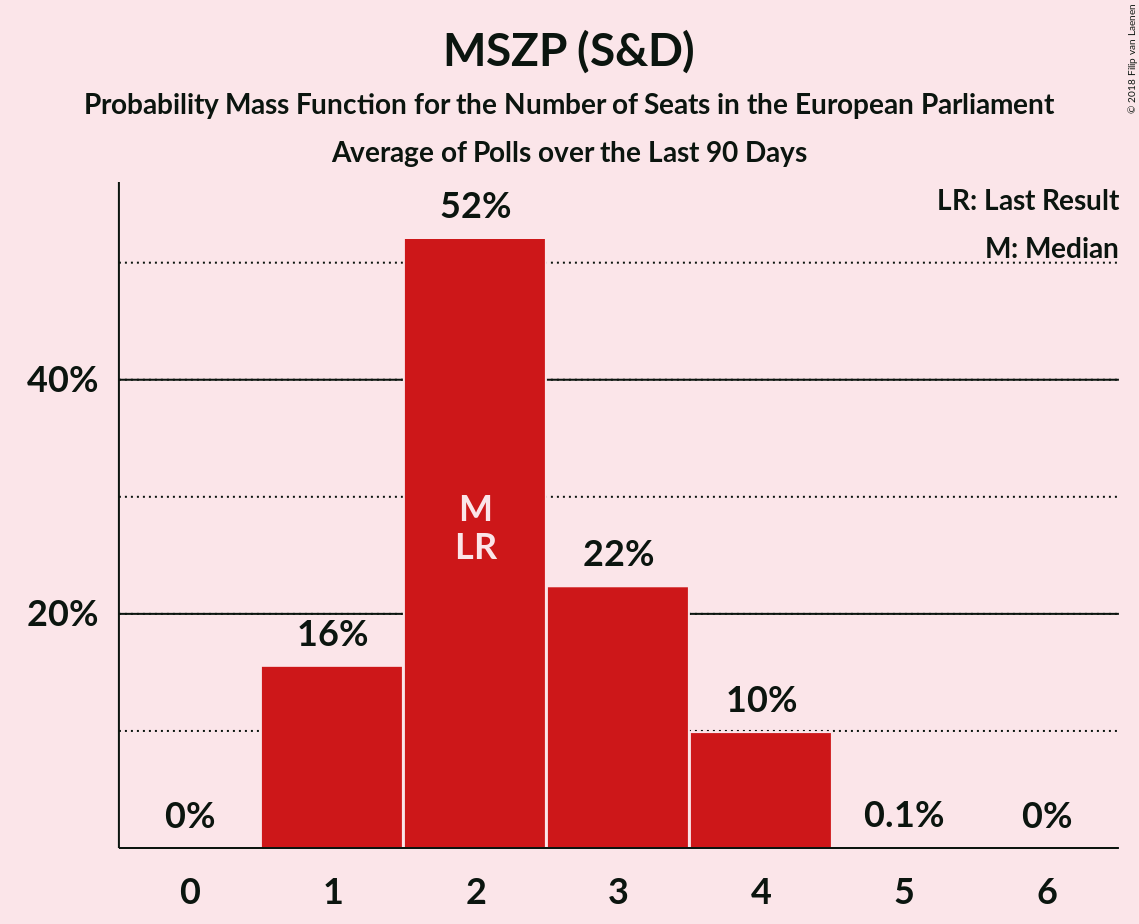 MSZP (S&D)
Probability Mass Function for the Number of Seats in the European Parliament
Average of Polls over the Last 90 Days
© 2018 Filip van Laenen
LR: Last Result
M: Median
52%
40%
M
LR
22%
20%
16%
10%
0%
0.1%
0%
0 1 2 3 4 5 6